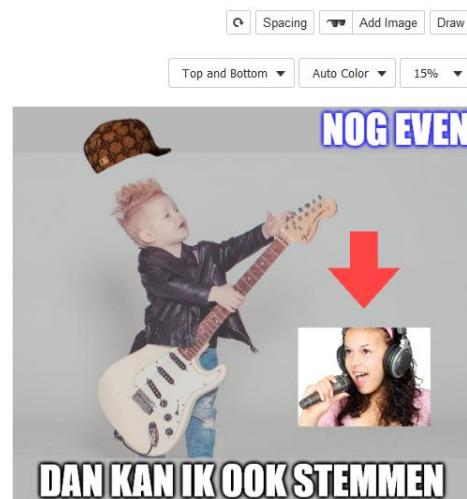 Spacing Add Image Draw
Top and Bottom Auto Color 15%
NOG EVEN
DAN KAN IK OOK STEMMEN